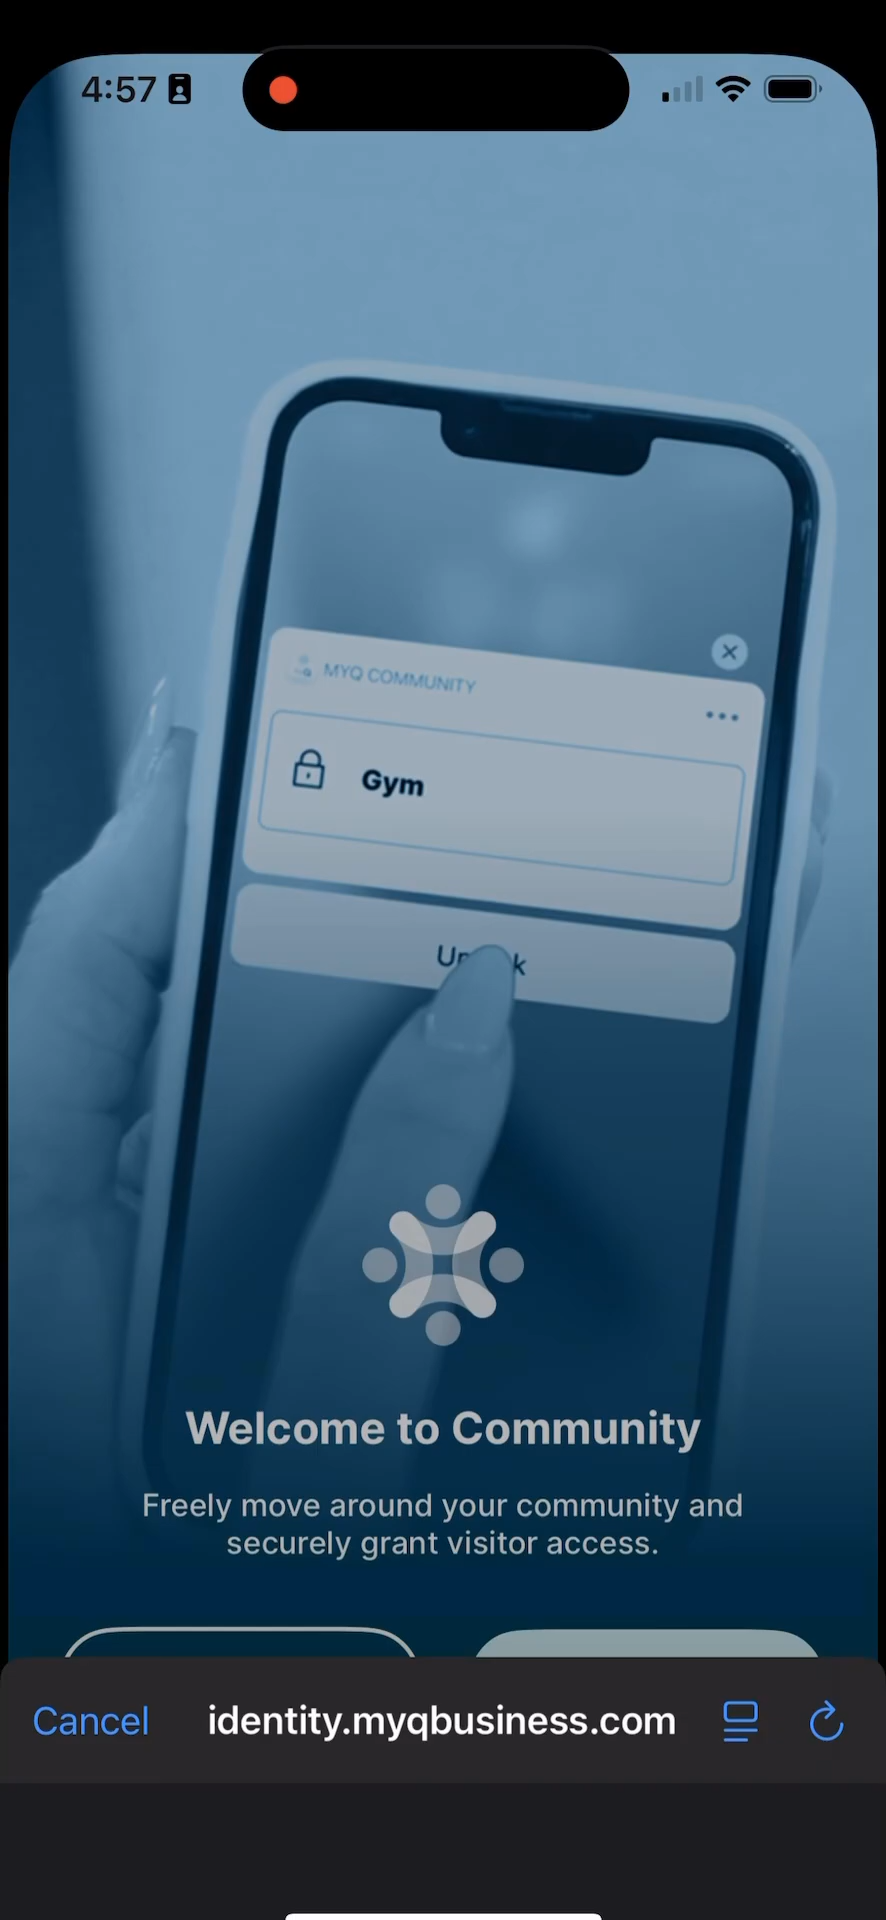 4:57
MYQ COMMUNITY
Gym
Welcome to Community
Freely move around your community and
securely grant visitor access.
Cancel
identity.myqbusiness.com